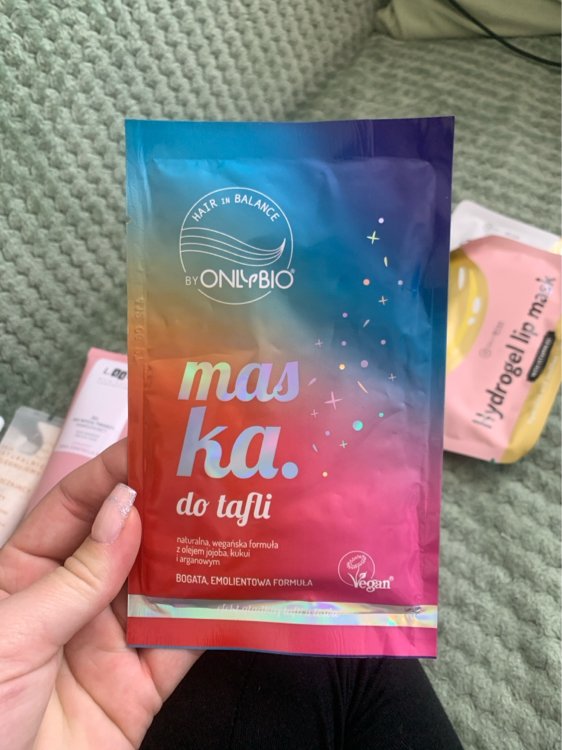 HAIR IN BALANCE
BY ONLYBIO®
mas
ka.
do tafli
naturalna, wegańska formuła
z olejem jojoba, kukui
i arganowym
BOGATA, EMOLIENTOWA FORMUŁA
Vegan
Hydrogel lip mask